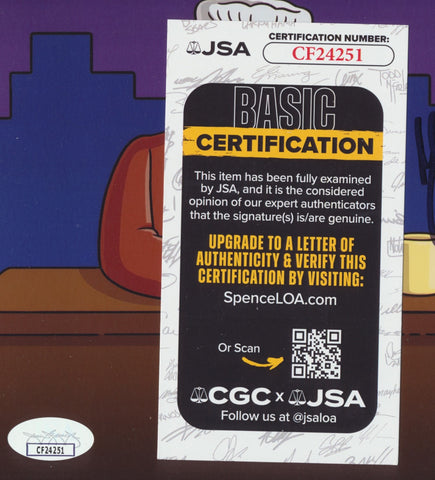 JSA
CERTIFICATION NUMBER:
CF24251
BASIC
CERTIFICATION
This item has been fully examined
by JSA, and it is the considered
opinion of our expert authenticators
that the signature(s) is/are genuine.
UPGRADE TO A LETTER OF
AUTHENTICITY & VERIFY THIS
CERTIFICATION BY VISITING:
SpenceLOA.com
Or Scan
CGC x JSA
Follow us at @jsaloa
CF24251